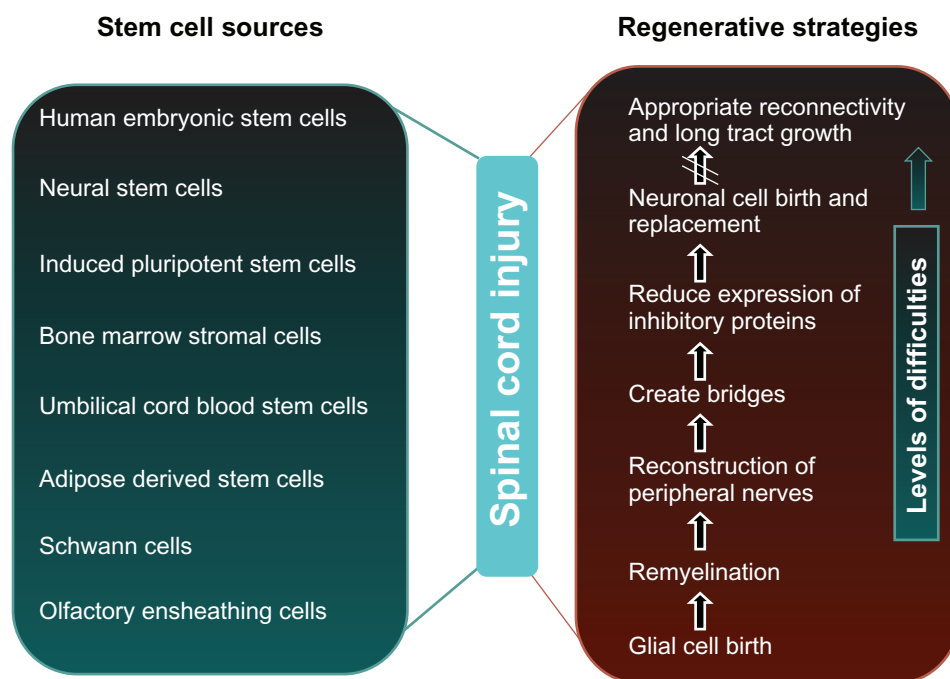 Stem cell sources
Human embryonic stem cells
Neural stem cells
Induced pluripotent stem cells
Bone marrow stromal cells
Umbilical cord blood stem cells
Adipose derived stem cells
Schwann cells
Olfactory ensheathing cells
Spinal cord injury
Regenerative strategies
Appropriate reconnectivity
and long tract growth
Neuronal cell birth and
replacement
Reduce expression of
inhibitory proteins
Create bridges
Reconstruction of
peripheral nerves
Remyelination
Glial cell birth
Levels of difficulties